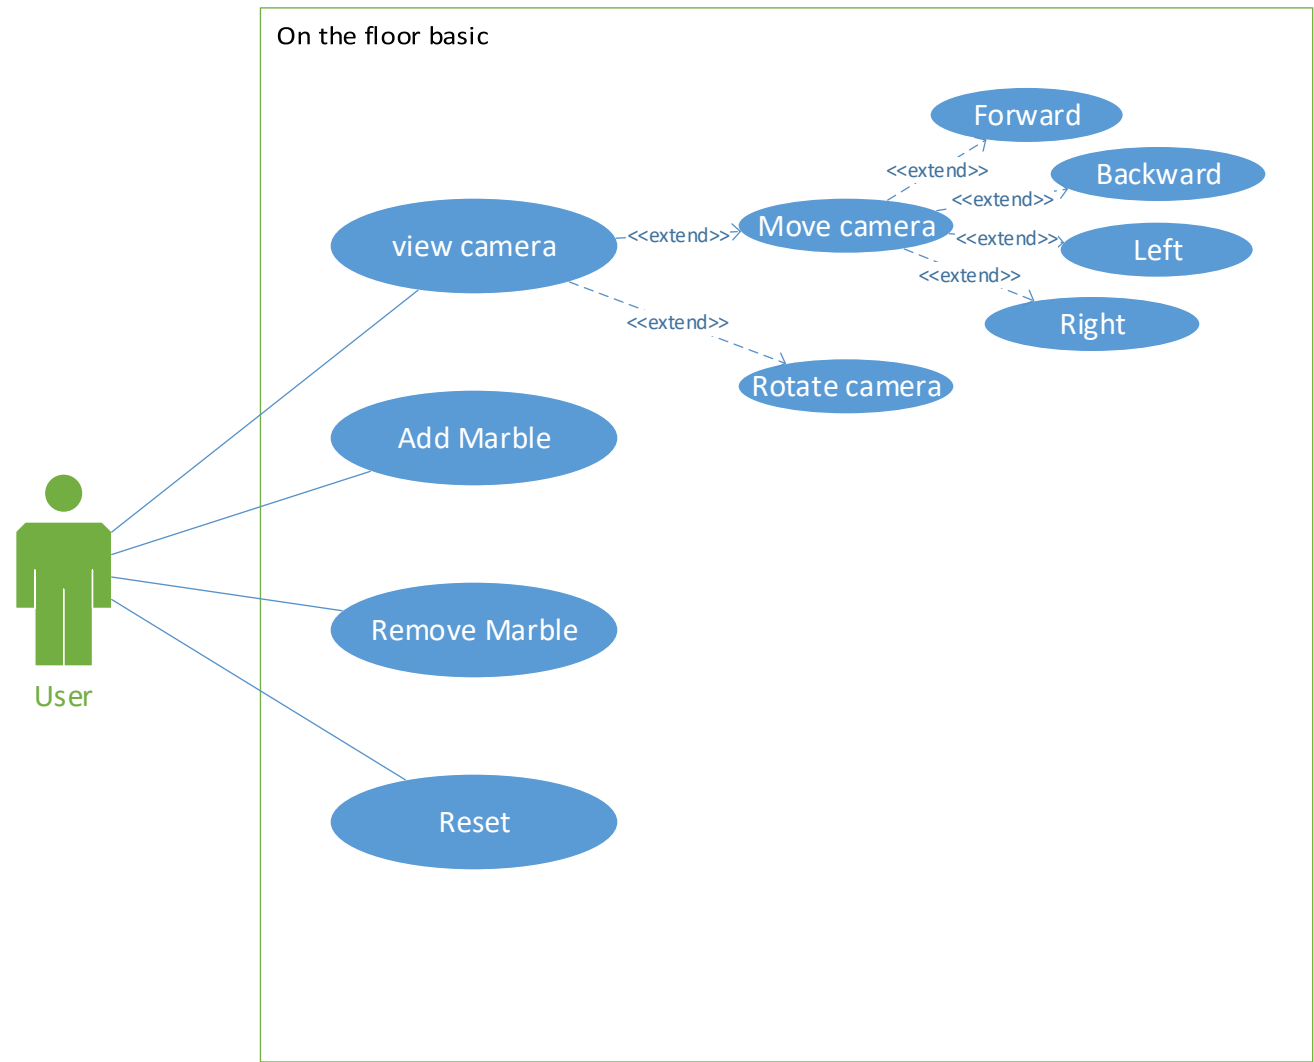 On the floor basic
Forward
<<extend>>
Backward
<<extend>>
Move camera
view camera
<<extend>>
<<extend>>
Left
<<extend>>
Right
<<extend>>
Rotate camera
Add Marble
Remove Marble
User
Reset